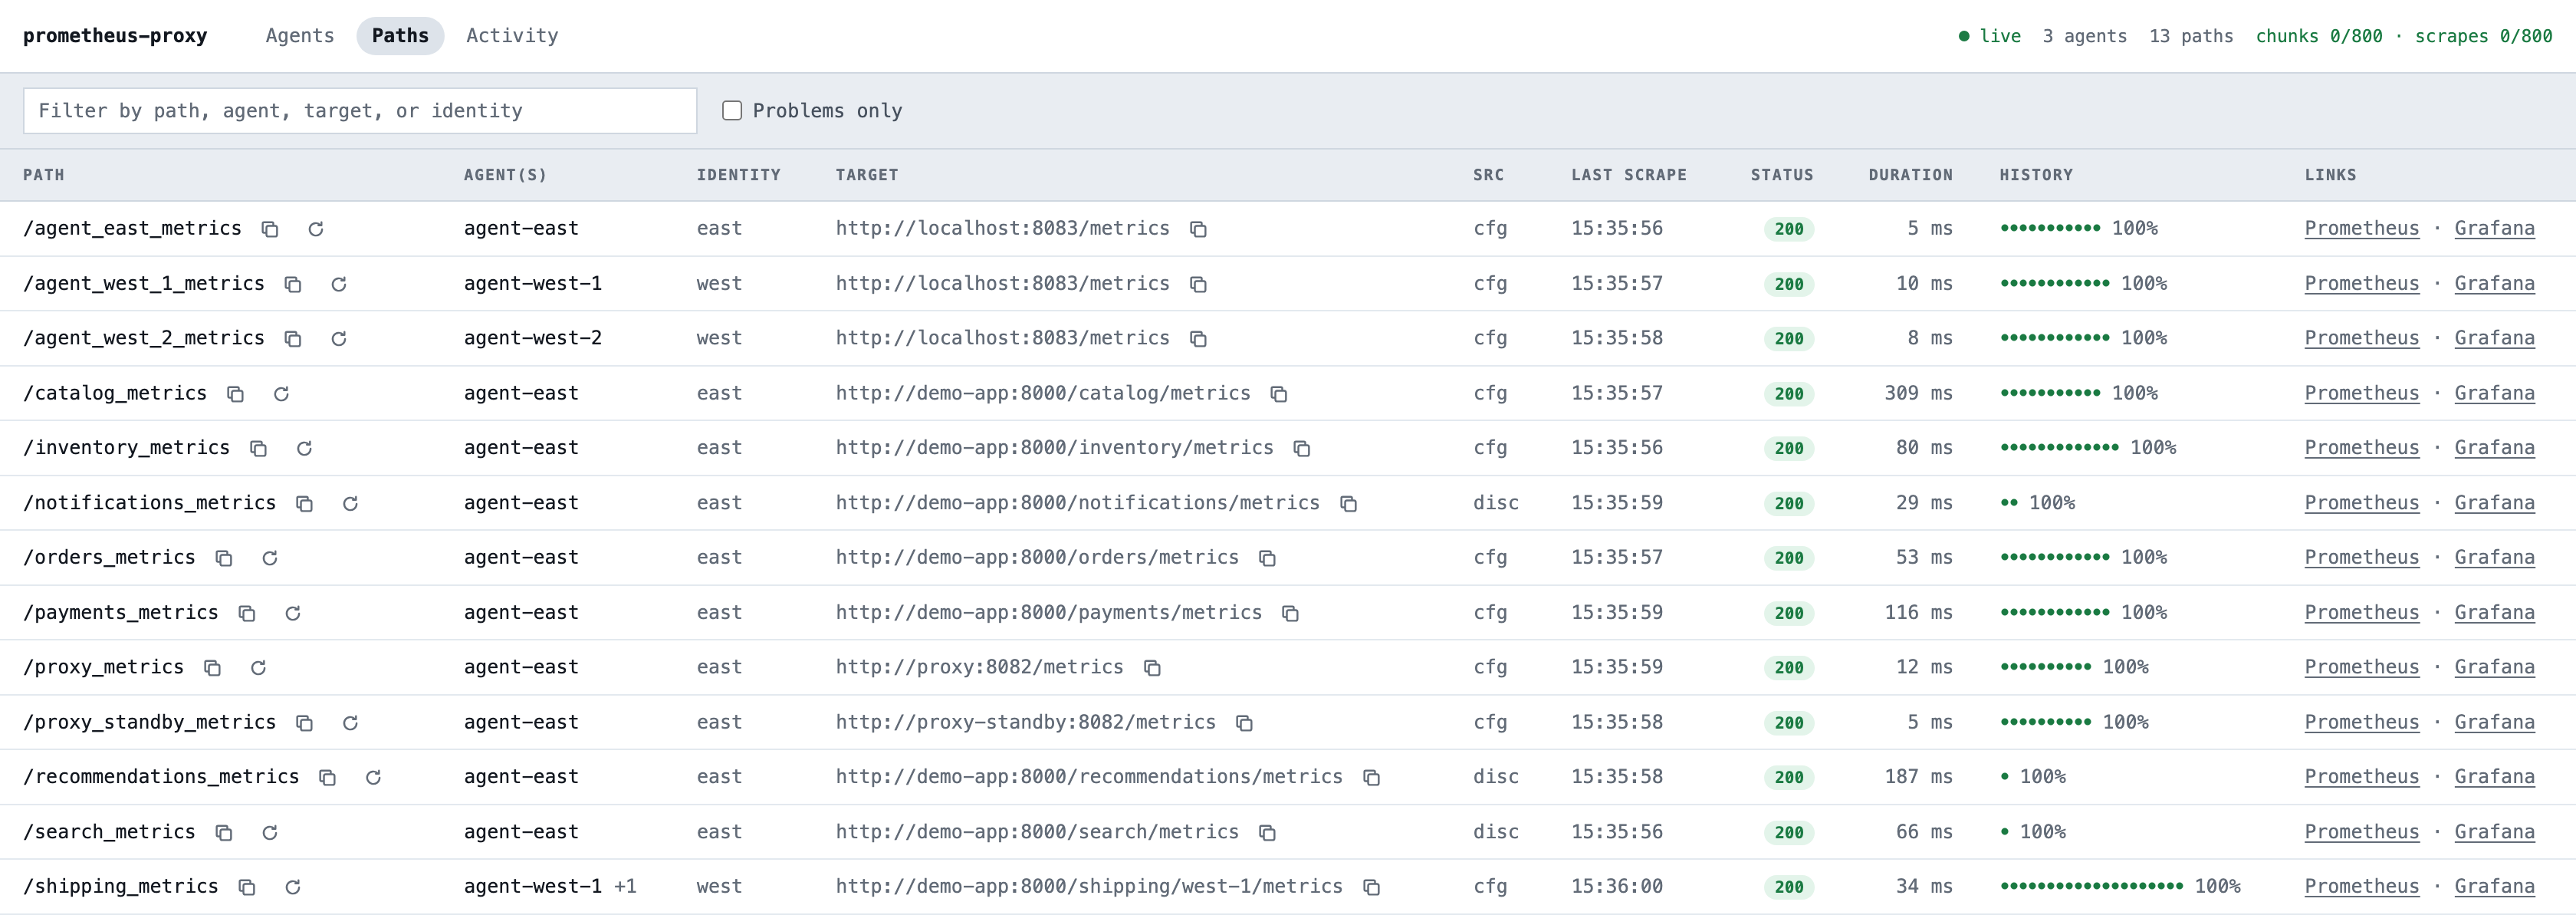 prometheus-proxy Agents Paths Activity live 3 agents 13 paths chunks 0/800 · scrapes 0/800
Filter by path, agent, target, or identity Problems only
PATH AGENT(S) IDENTITY TARGET SRC LAST SCRAPE STATUS DURATION HISTORY LINKS
/agent_east_metrics agent-east east http://localhost:8083/metrics cfg 15:35:56 200 5 ms 100% Prometheus · Grafana
/agent_west_1_metrics agent-west-1 west http://localhost:8083/metrics cfg 15:35:57 200 10 ms 100% Prometheus · Grafana
/agent_west_2_metrics agent-west-2 west http://localhost:8083/metrics cfg 15:35:58 200 8 ms 100% Prometheus · Grafana
/catalog_metrics agent-east east http://demo-app:8000/catalog/metrics cfg 15:35:57 200 309 ms 100% Prometheus · Grafana
/inventory_metrics agent-east east http://demo-app:8000/inventory/metrics cfg 15:35:56 200 80 ms 100% Prometheus · Grafana
/notifications_metrics agent-east east http://demo-app:8000/notifications/metrics disc 15:35:59 200 29 ms 100% Prometheus · Grafana
/orders_metrics agent-east east http://demo-app:8000/orders/metrics cfg 15:35:57 200 53 ms 100% Prometheus · Grafana
/payments_metrics agent-east east http://demo-app:8000/payments/metrics cfg 15:35:59 200 116 ms 100% Prometheus · Grafana
/proxy_metrics agent-east east http://proxy:8082/metrics cfg 15:35:59 200 12 ms 100% Prometheus · Grafana
/proxy_standby_metrics agent-east east http://proxy-standby:8082/metrics cfg 15:35:58 200 5 ms 100% Prometheus · Grafana
/recommendations_metrics agent-east east http://demo-app:8000/recommendations/metrics disc 15:35:58 200 187 ms 100% Prometheus · Grafana
/search_metrics agent-east east http://demo-app:8000/search/metrics disc 15:35:56 200 66 ms 100% Prometheus · Grafana
/shipping_metrics agent-west-1 +1 west http://demo-app:8000/shipping/west-1/metrics cfg 15:36:00 200 34 ms 100% Prometheus · Grafana